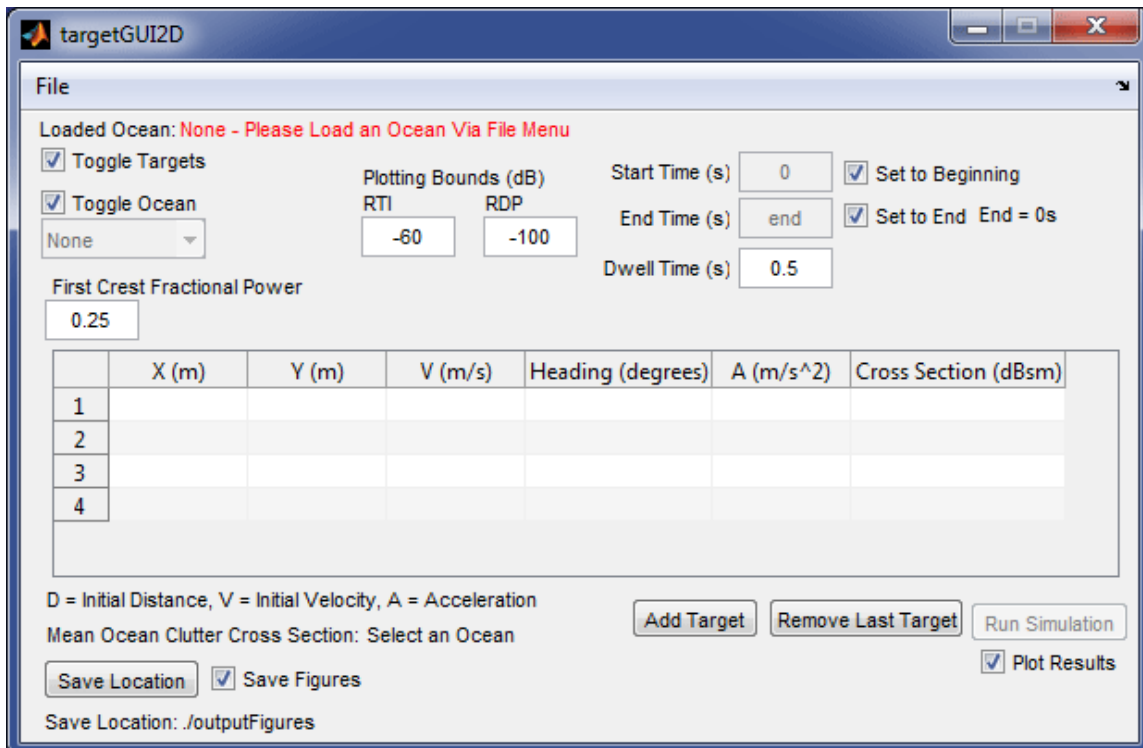 targetGUI2D
File
Loaded Ocean: None - Please Load an Ocean Via File Menu
Toggle Targets
Toggle Ocean
None
First Crest Fractional Power
0.25
Plotting Bounds (dB)
RTI RDP
-60 -100
Start Time (s) 0 Set to Beginning
End Time (s) end Set to End End = 0s
Dwell Time (s) 0.5
X (m) Y (m) V (m/s) Heading (degrees) A (m/s^2) Cross Section (dBsm)
1
2
3
4
D = Initial Distance, V = Initial Velocity, A = Acceleration
Mean Ocean Clutter Cross Section: Select an Ocean
Add Target Remove Last Target Run Simulation
Plot Results
Save Location Save Figures
Save Location: ./outputFigures